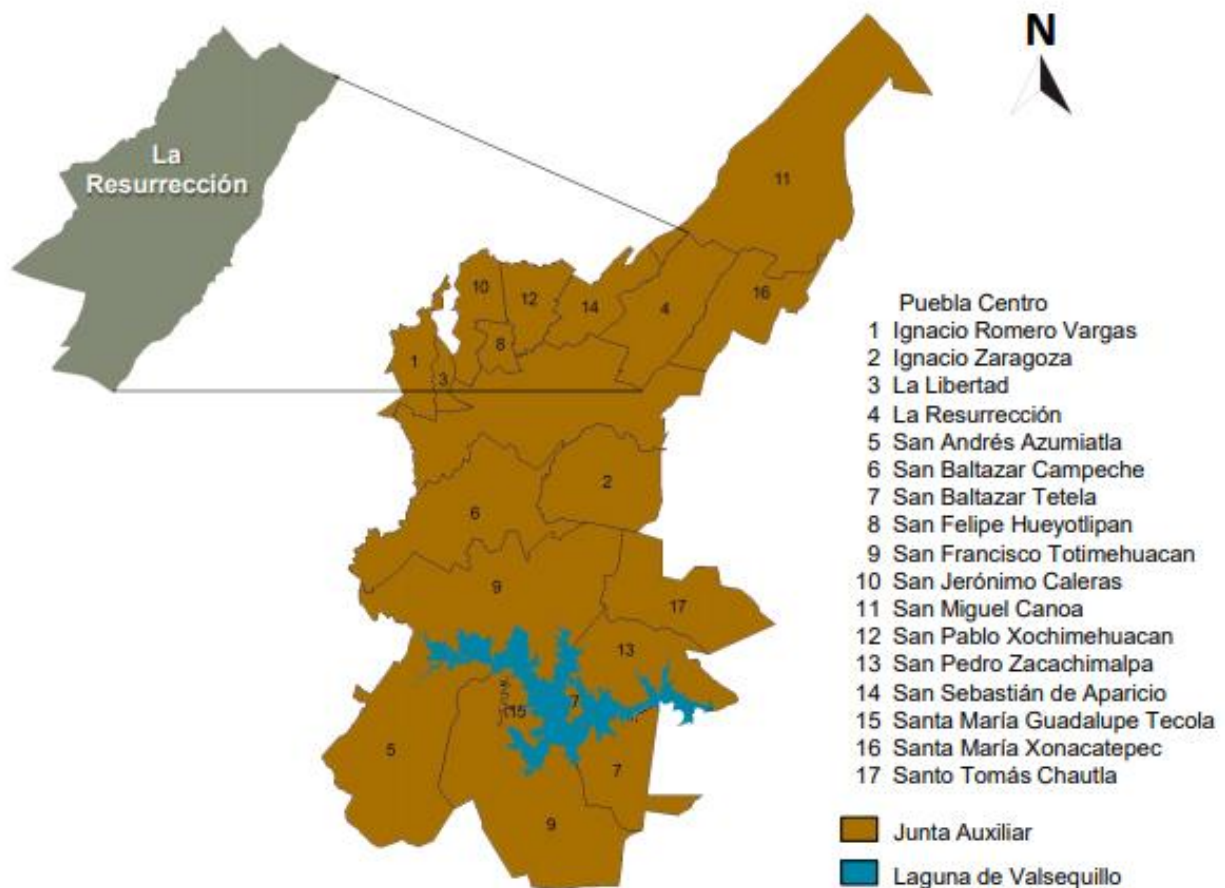 N
La
Resurrección
11
10
12
14
4
16
8
1
3
2
6
9
17
13
15
7
5
7
9
Puebla Centro
1 Ignacio Romero Vargas
2 Ignacio Zaragoza
3 La Libertad
4 La Resurrección
5 San Andrés Azumiatla
6 San Baltazar Campeche
7 San Baltazar Tetela
8 San Felipe Hueyotlipan
9 San Francisco Totimehuacan
10 San Jerónimo Caleras
11 San Miguel Canoa
12 San Pablo Xochimehuacan
13 San Pedro Zacachimalpa
14 San Sebastián de Aparicio
15 Santa María Guadalupe Tecola
16 Santa María Xonacatepec
17 Santo Tomás Chautla
Junta Auxiliar
Laguna de Valsequillo